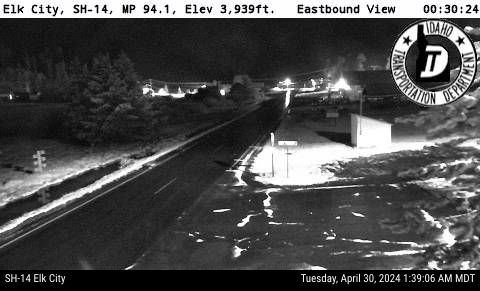 Elk City, SH-14, MP 94.1, Elev 3,939ft. Eastbound View 00:30:24
IDAHO
TRANSPORTATION DEPARTMENT
SH-14 Elk City
Tuesday, April 30, 2024 1:39:06 AM MDT